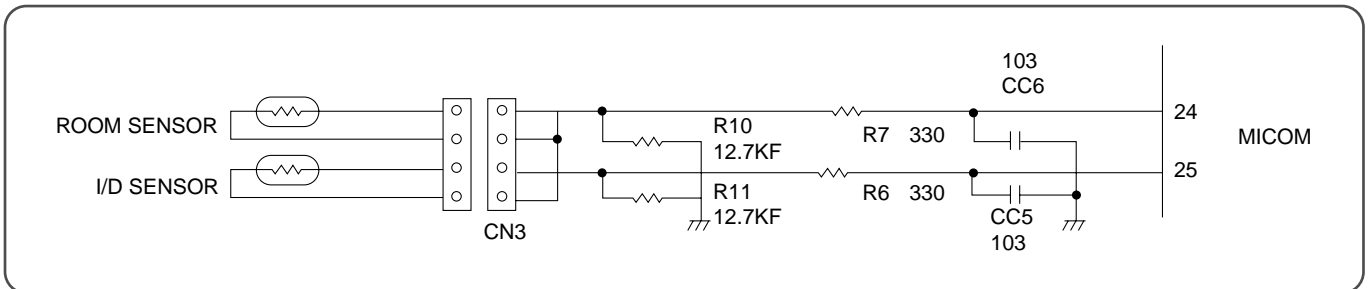 103
CC6
ROOM SENSOR
R10
12.7KF
R7 330
24
MICOM
I/D SENSOR
R11
12.7KF
R6 330
25
CN3
CC5
103